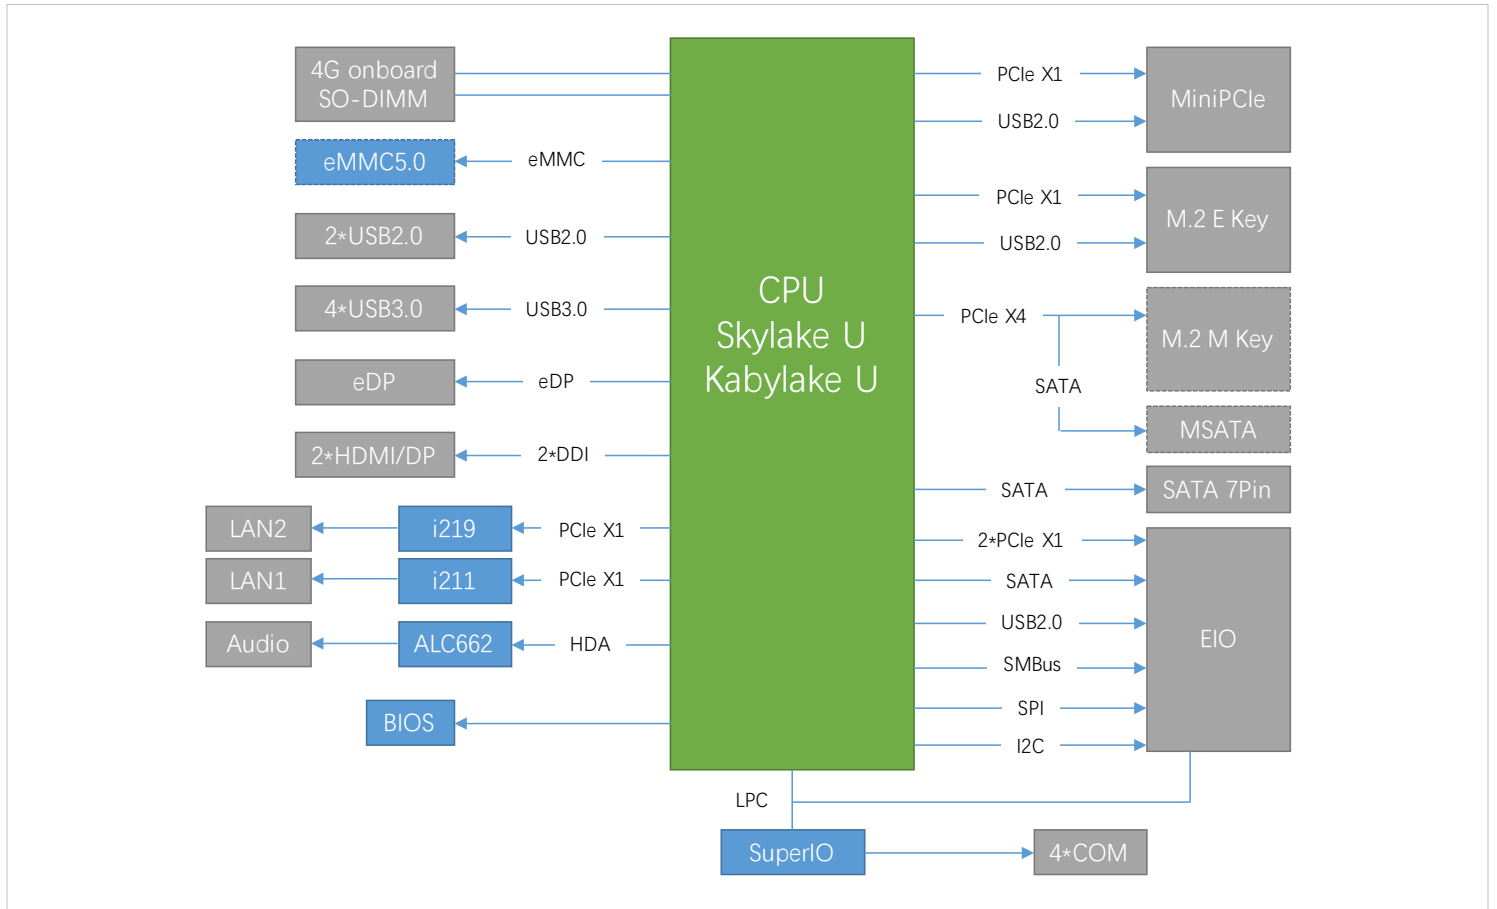 4G onboard
SO-DIMM
eMMC5.0
eMMC
2*USB2.0
USB2.0
4*USB3.0
USB3.0
eDP
eDP
2*HDMI/DP
2*DDI
LAN2
i219
PCIe X1
LAN1
i211
PCIe X1
Audio
ALC662
HDA
BIOS
CPU
Skylake U
Kabylake U
PCIe X1
USB2.0
MiniPCIe
PCIe X1
USB2.0
M.2 E Key
PCIe X4
M.2 M Key
SATA
MSATA
SATA
SATA 7Pin
2*PCIe X1
SATA
USB2.0
SMBus
SPI
I2C
EIO
LPC
SuperIO
4*COM